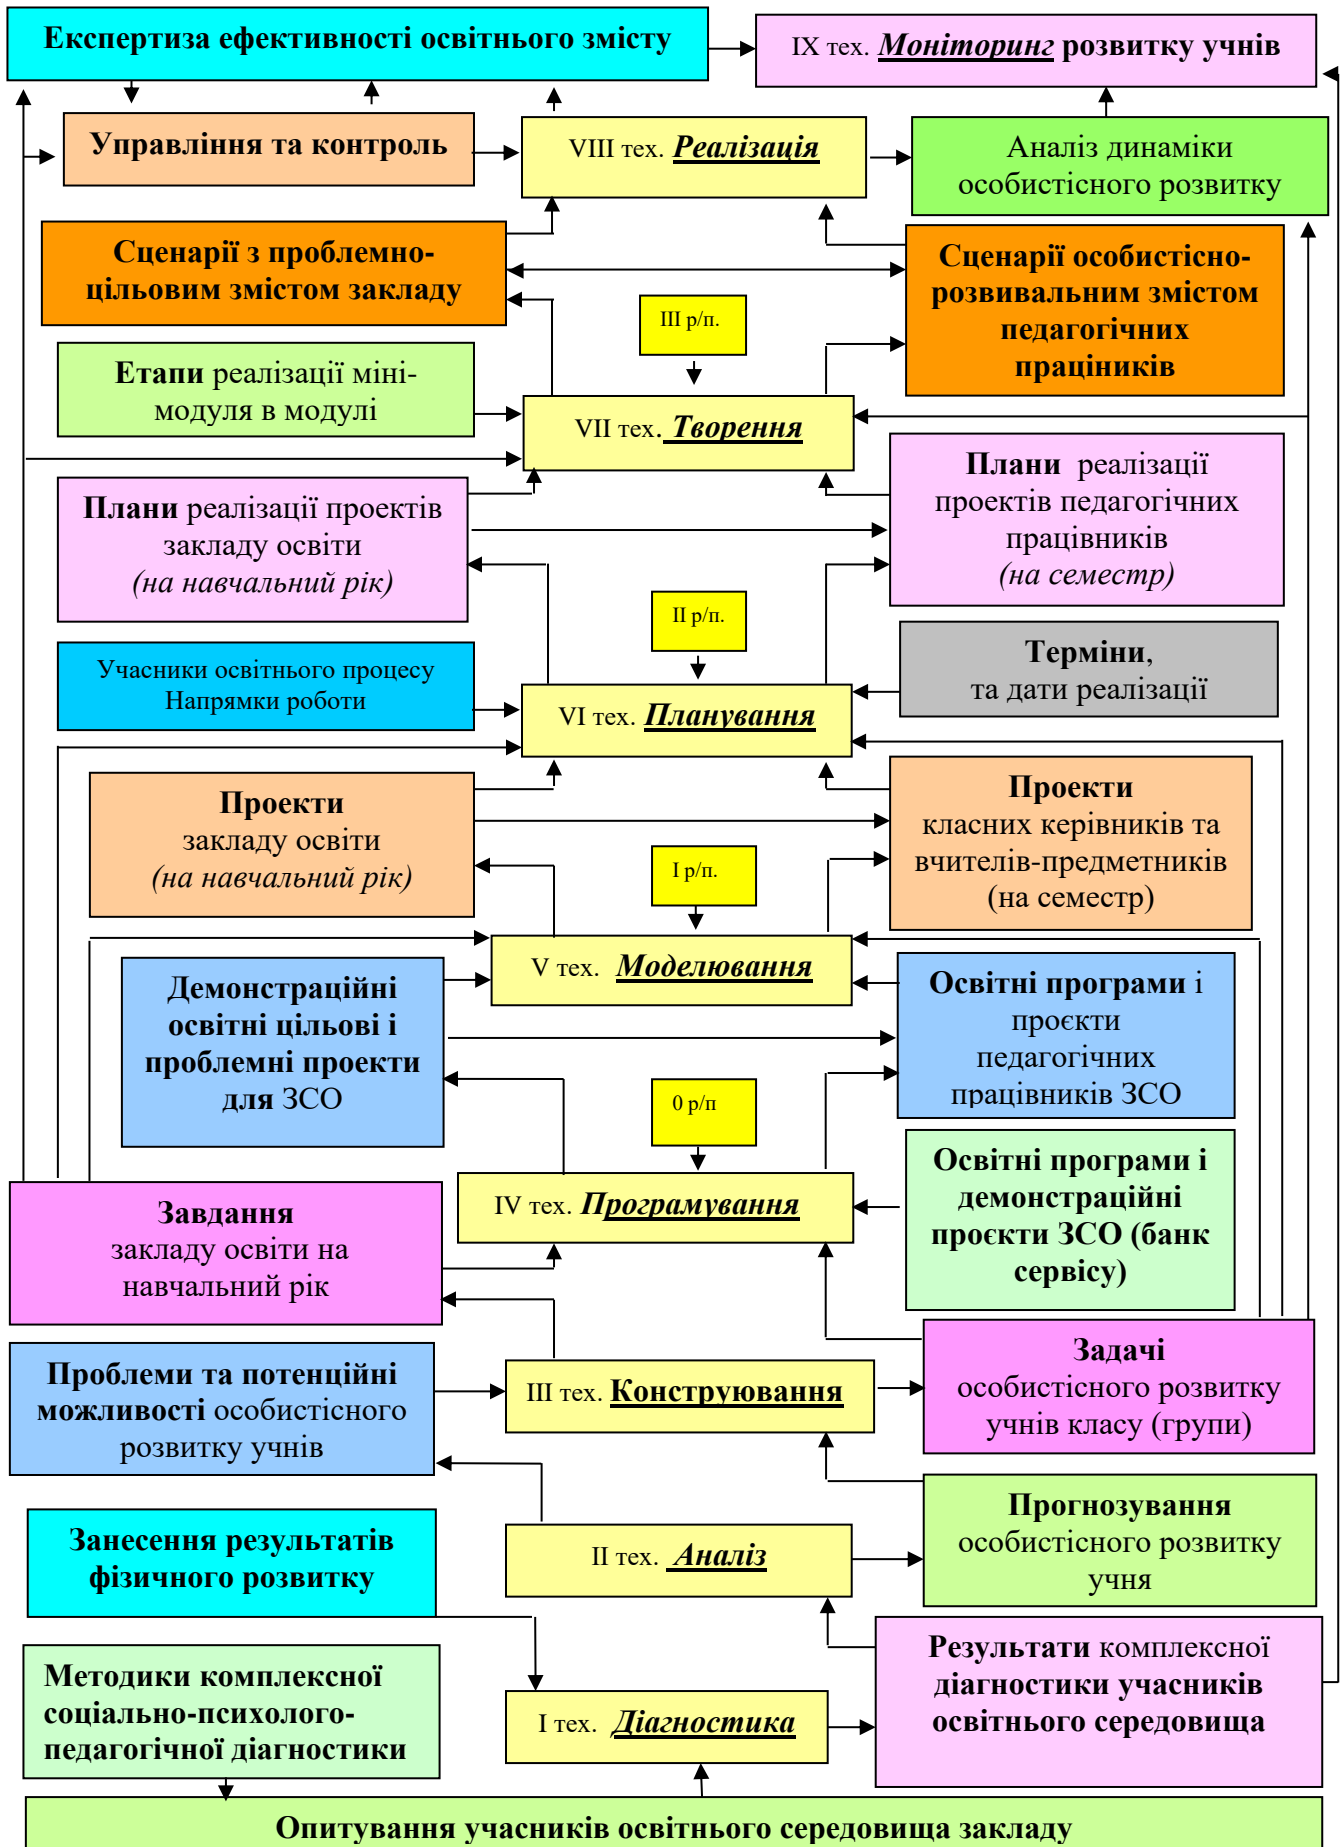 Експертиза ефективності освітнього змісту
ІХ тех. Моніторинг розвитку учнів
Управління та контроль
VIII тех. Реалізація
Аналіз динаміки
особистісного розвитку
Сценарії з проблемно-
цільовим змістом закладу
Сценарії особистісно-
розвивальним змістом
педагогічних
праціників
ІІІ р/п.
Етапи реалізації міні-
модуля в модулі
VII тех. Творення
Плани реалізації проектів
закладу освіти
(на навчальний рік)
Плани реалізації
проектів педагогічних
працівників
(на семестр)
ІІ р/п.
Учасники освітнього процесу
Напрямки роботи
Терміни,
та дати реалізації
VI тех. Планування
Проекти
закладу освіти
(на навчальний рік)
Проекти
класних керівників та
вчителів-предметників
(на семестр)
І р/п.
V тех. Моделювання
Демонстраційні
освітні цільові і
проблемні проекти
для ЗСО
Освітні програми і
проєкти
педагогічних
працівників ЗСО
0 р/п
IV тех. Програмування
Освітні програми і
демонстраційні
проєкти ЗСО (банк
сервісу)
Завдання
закладу освіти на
навчальний рік
Проблеми та потенційні
можливості особистісного
розвитку учнів
ІІІ тех. Конструювання
Задачі
особистісного розвитку
учнів класу (групи)
Прогнозування
особистісного розвитку
учня
Занесення результатів
фізичного розвитку
ІІ тех. Аналіз
Методики комплексної
соціально-психолого-
педагогічної діагностики
І тех. Діагностика
Результати комплексної
діагностики учасників
освітнього середовища
Опитування учасників освітнього середовища закладу